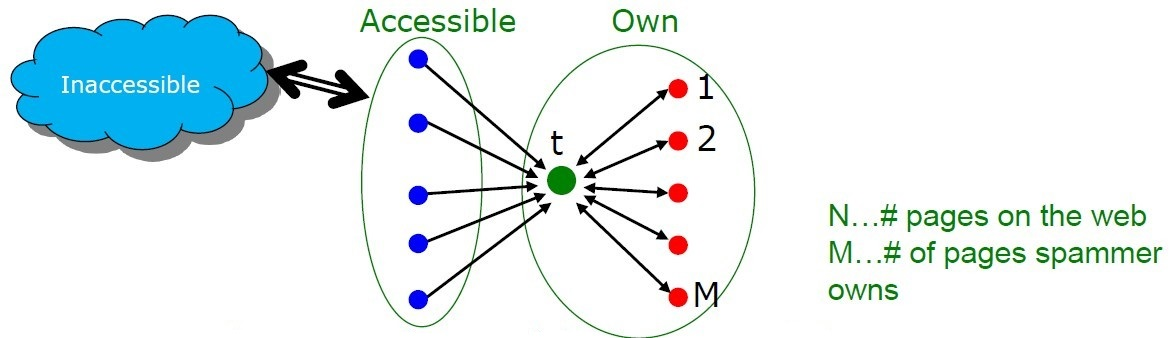 Accessible
Own
Inaccessible
t
1
2
M
N…# pages on the web
M…# of pages spammer
owns